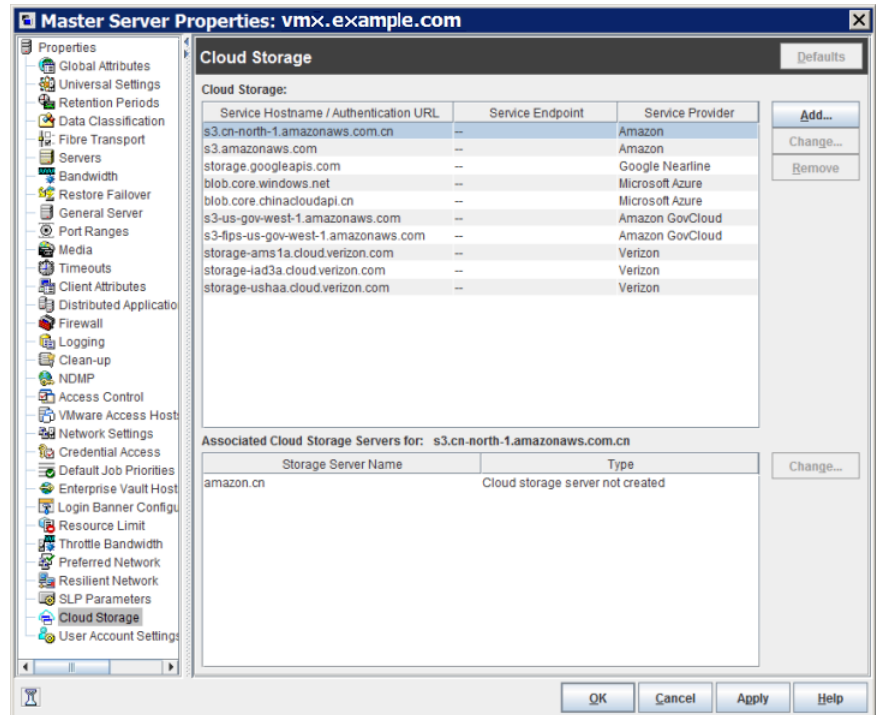 Master Server Properties: vmx.example.com
Properties
Global Attributes
Universal Settings
Retention Periods
Data Classification
Fibre Transport
Servers
Bandwidth
Restore Failover
General Server
Port Ranges
Media
Timeouts
Client Attributes
Distributed Applicatio
Firewall
Logging
Clean-up
NDMP
Access Control
VMware Access Hosts
Network Settings
Credential Access
Default Job Priorities
Enterprise Vault Host
Login Banner Configu
Resource Limit
Throttle Bandwidth
Preferred Network
Resilient Network
SLP Parameters
Cloud Storage
User Account Settings
Cloud Storage
Defaults
Cloud Storage:
Service Hostname / Authentication URL Service Endpoint Service Provider
s3.cn-north-1.amazonaws.com.cn -- Amazon
s3.amazonaws.com -- Amazon
storage.googleapis.com -- Google Nearline
blob.core.windows.net -- Microsoft Azure
blob.core.chinacloudapi.cn -- Microsoft Azure
s3-us-gov-west-1.amazonaws.com -- Amazon GovCloud
s3-fips-us-gov-west-1.amazonaws.com -- Amazon GovCloud
storage-ams1a.cloud.verizon.com -- Verizon
storage-iad3a.cloud.verizon.com -- Verizon
storage-ushaa.cloud.verizon.com -- Verizon
Add...
Change...
Remove
Associated Cloud Storage Servers for: s3.cn-north-1.amazonaws.com.cn
Storage Server Name Type
amazon.cn Cloud storage server not created
Change...
OK Cancel Apply Help